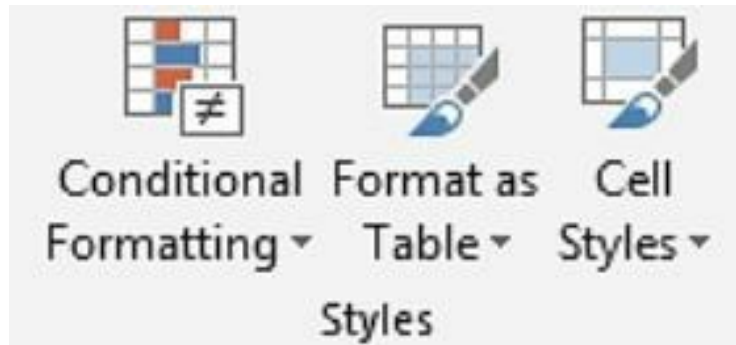 Conditional Formatting
Format as Table
Cell Styles
Styles